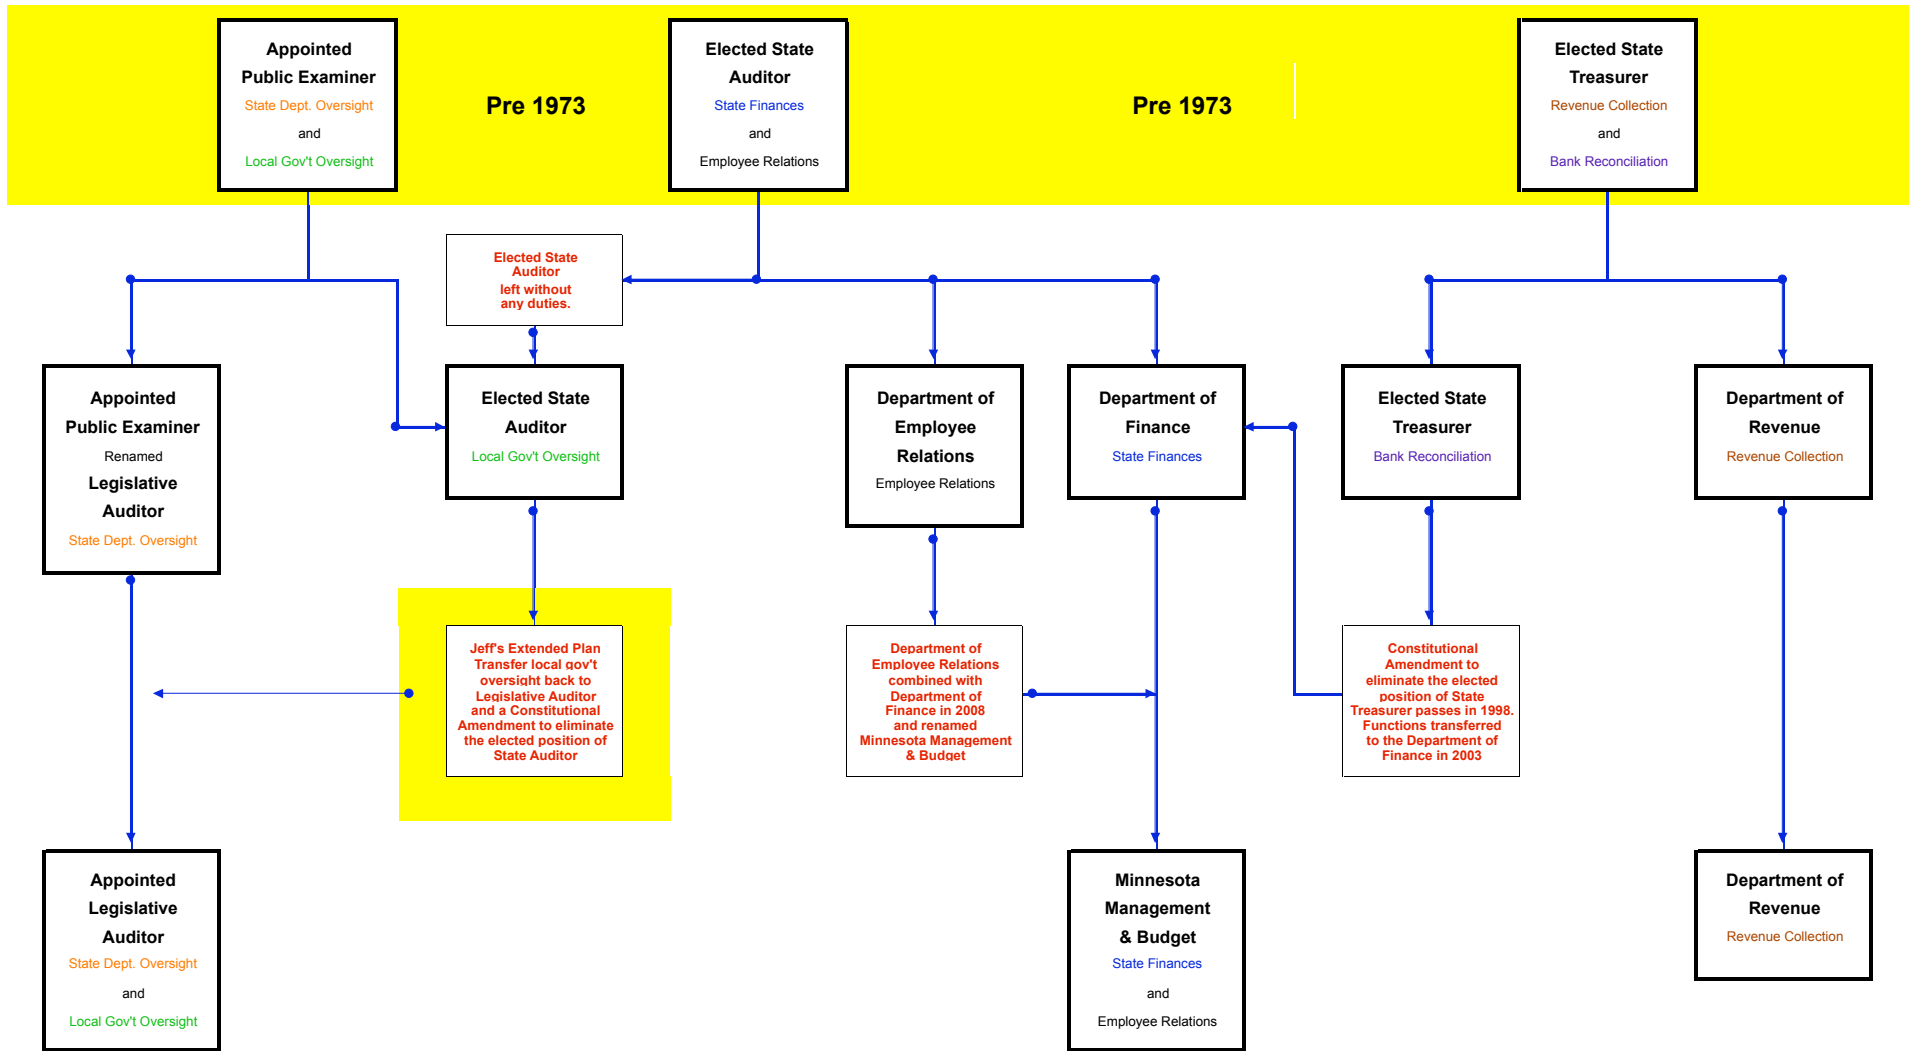 Appointed
Public Examiner
State Dept. Oversight
and
Local Gov't Oversight
Pre 1973
Elected State
Auditor
State Finances
and
Employee Relations
Pre 1973
Elected State
Treasurer
Revenue Collection
and
Bank Reconciliation
Elected State
Auditor
left without
any duties.
Appointed
Public Examiner
Renamed
Legislative
Auditor
State Dept. Oversight
Elected State
Auditor
Local Gov't Oversight
Department of
Employee
Relations
Employee Relations
Department of
Finance
State Finances
Elected State
Treasurer
Bank Reconciliation
Department of
Revenue
Revenue Collection
Jeff's Extended Plan
Transfer local gov't
oversight back to
Legislative Auditor
and a Constitutional
Amendment to eliminate
the elected position of
State Auditor
Department of
Employee Relations
combined with
Department of
Finance in 2008
and renamed
Minnesota Management
& Budget
Constitutional
Amendment to
eliminate the elected
position of State
Treasurer passes in 1998.
Functions transferred
to the Department of
Finance in 2003
Appointed
Legislative
Auditor
State Dept. Oversight
and
Local Gov't Oversight
Minnesota
Management
& Budget
State Finances
and
Employee Relations
Department of
Revenue
Revenue Collection